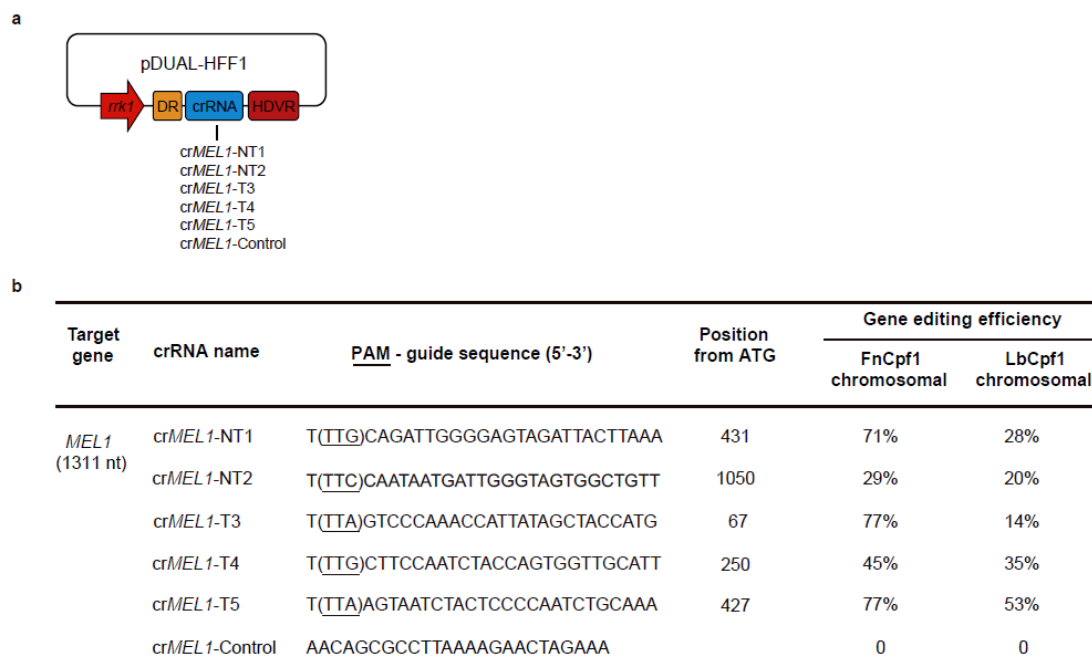 a
pDUAL-HFF1
rrk1 DR crRNA HDVR
crMEL1-NT1
crMEL1-NT2
crMEL1-T3
crMEL1-T4
crMEL1-T5
crMEL1-Control
b
Target gene crRNA name PAM - guide sequence (5’-3’) Position from ATG Gene editing efficiency
FnCpf1 chromosomal LbCpf1 chromosomal
MEL1 (1311 nt)
crMEL1-NT1 T(TTG)CAGATTGGGGAGTAGATTACTTAAA 431 71% 28%
crMEL1-NT2 T(TTC)CAATAATGATTGGGTAGTGGCTGTT 1050 29% 20%
crMEL1-T3 T(TTA)GTCCCAAACCATTATAGCTACCATG 67 77% 14%
crMEL1-T4 T(TTG)CTTCCAATCTACCAGTGGTTGCATT 250 45% 35%
crMEL1-T5 T(TTA)AGTAATCTACTCCCCAATCTGCAAA 427 77% 53%
crMEL1-Control AACAGCGCCTTAAAAGAACTAGAAA 0 0